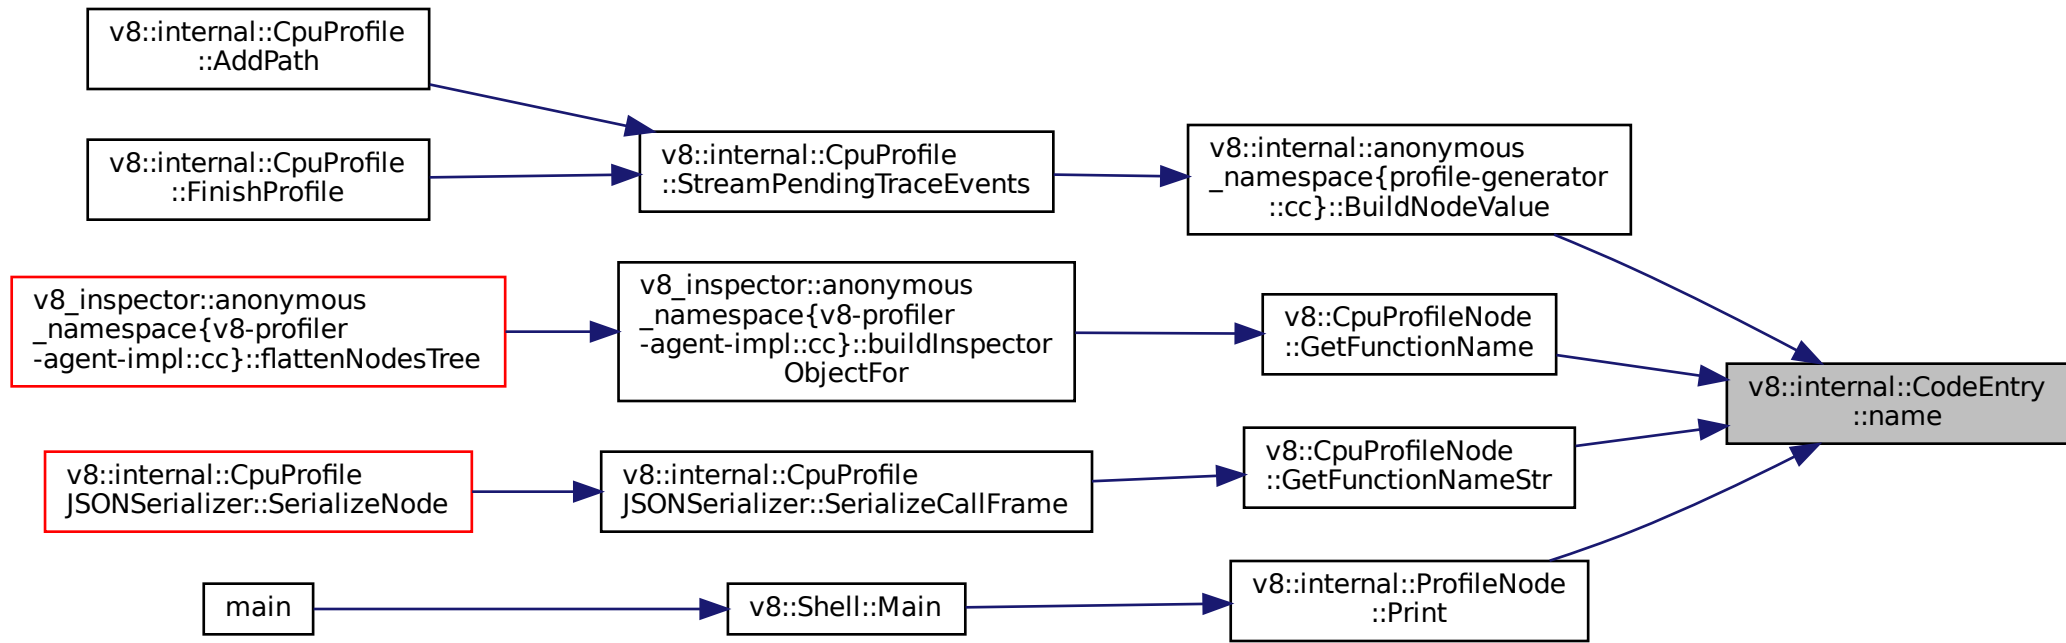 v8::internal::CpuProfile
::AddPath
v8::internal::CpuProfile
::FinishProfile
v8::internal::CpuProfile
::StreamPendingTraceEvents
v8::internal::anonymous
_namespace{profile-generator
::cc}::BuildNodeValue
v8_inspector::anonymous
_namespace{v8-profiler
-agent-impl::cc}::flattenNodesTree
v8_inspector::anonymous
_namespace{v8-profiler
-agent-impl::cc}::buildInspector
ObjectFor
v8::CpuProfileNode
::GetFunctionName
v8::internal::CodeEntry
::name
v8::internal::CpuProfile
JSONSerializer::SerializeNode
v8::internal::CpuProfile
JSONSerializer::SerializeCallFrame
v8::CpuProfileNode
::GetFunctionNameStr
main
v8::Shell::Main
v8::internal::ProfileNode
::Print